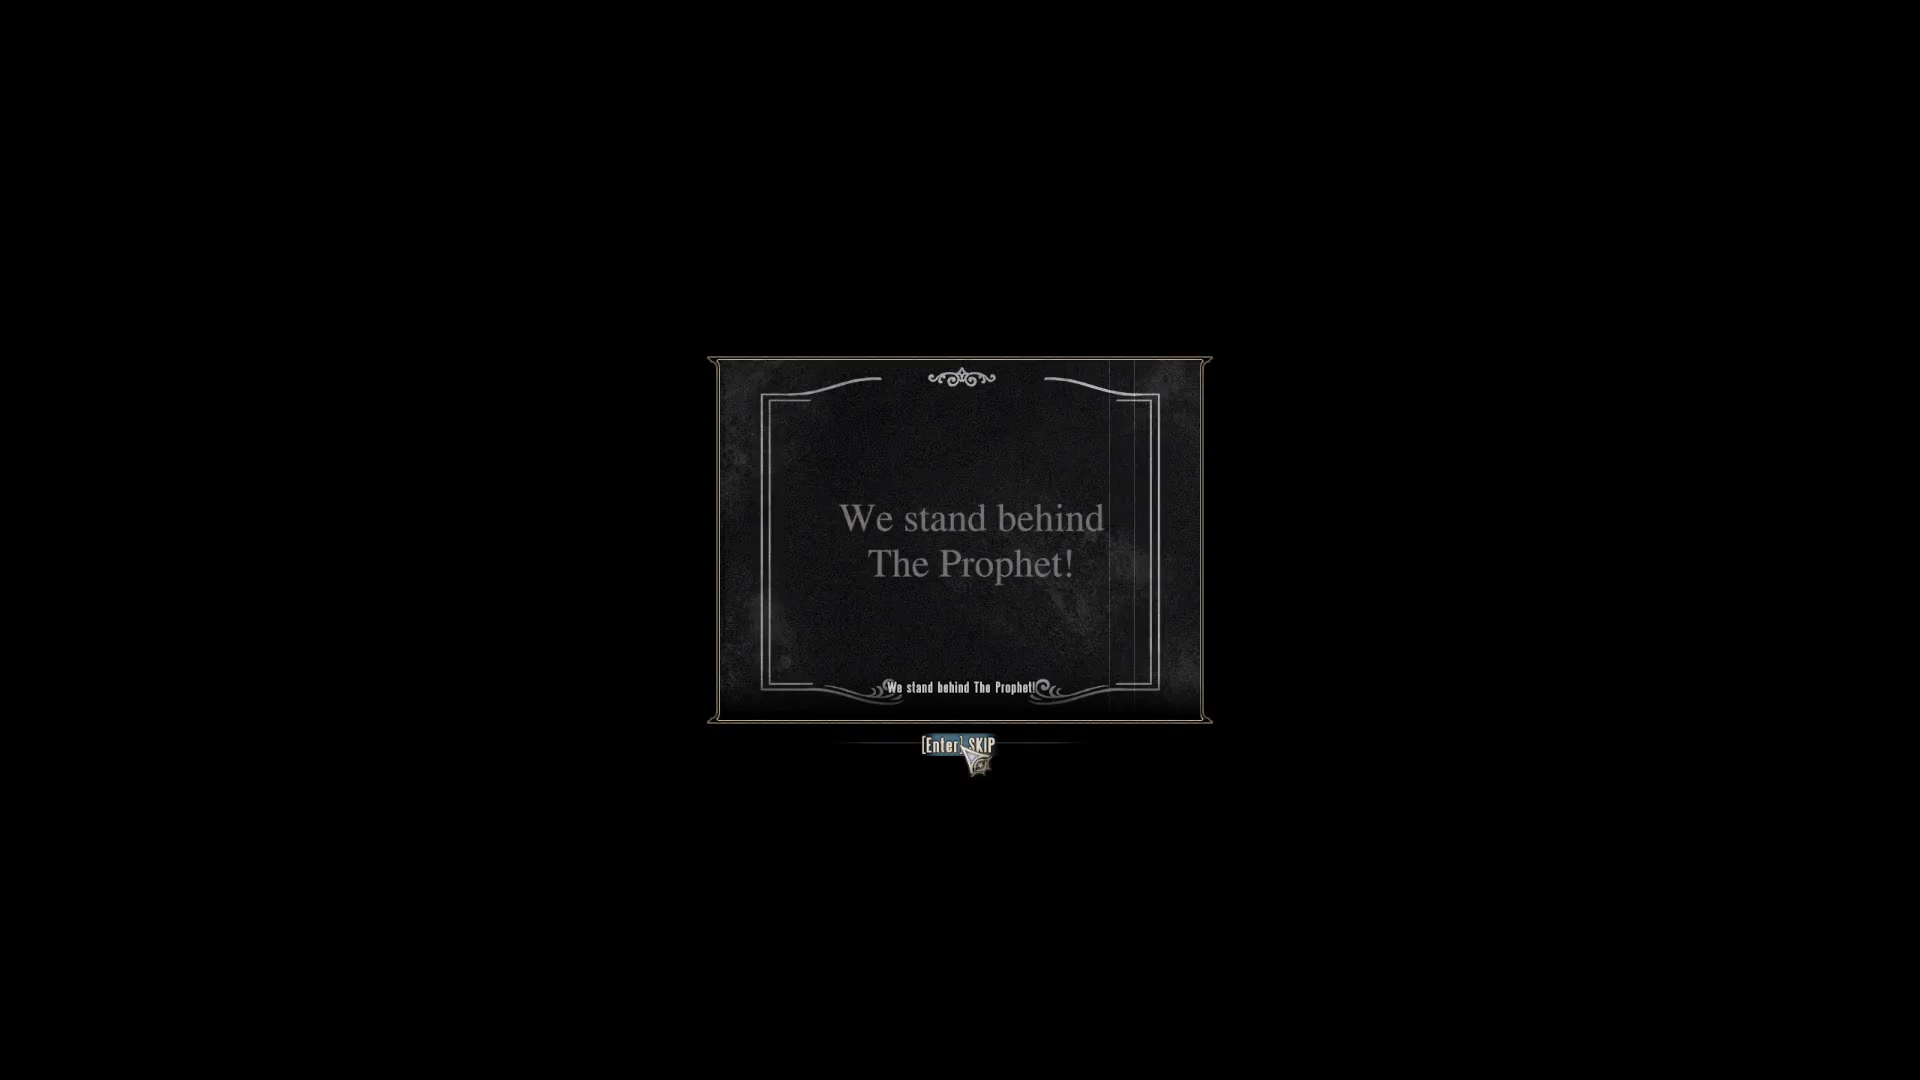 We stand behind
The Prophet!
We stand behind The Prophet!
[Enter] SKIP